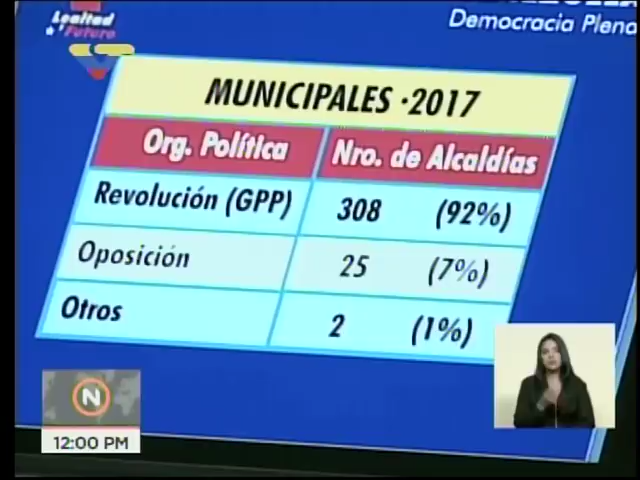 Lealtad
y Futuro
Democracia Plena
MUNICIPALES · 2017
Org. Política Nro. de Alcaldías
Revolución (GPP) 308 (92%)
Oposición 25 (7%)
Otros 2 (1%)
N
12:00 PM